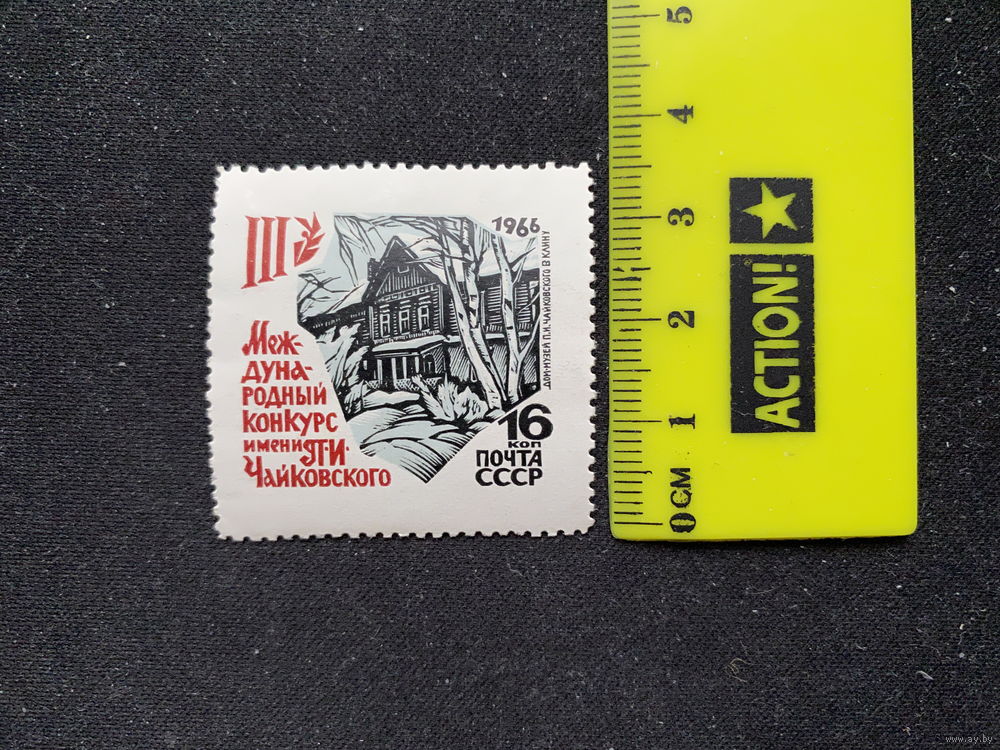 III
1966
ДОМ-МУЗЕЙ П.И.ЧАЙКОВСКОГО В КЛИНУ
Меж-
дуна-
родный
конкурс
имени П.И.
Чайковского
16
КОП
ПОЧТА
СССР
5
4
3
2
1
0 СМ
ACTION!
www.ay.by